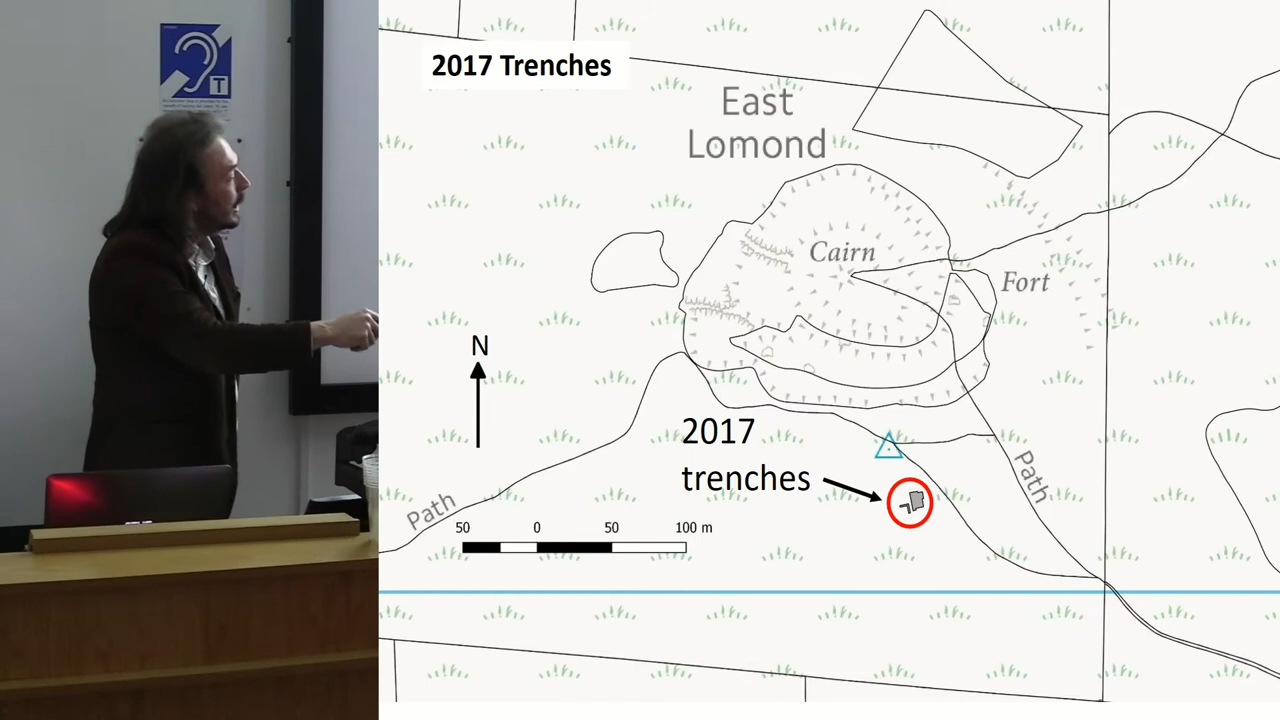 T
2017 Trenches
East
Lomond
Cairn
Fort
N
2017
trenches
Path
Path
50 0 50 100 m